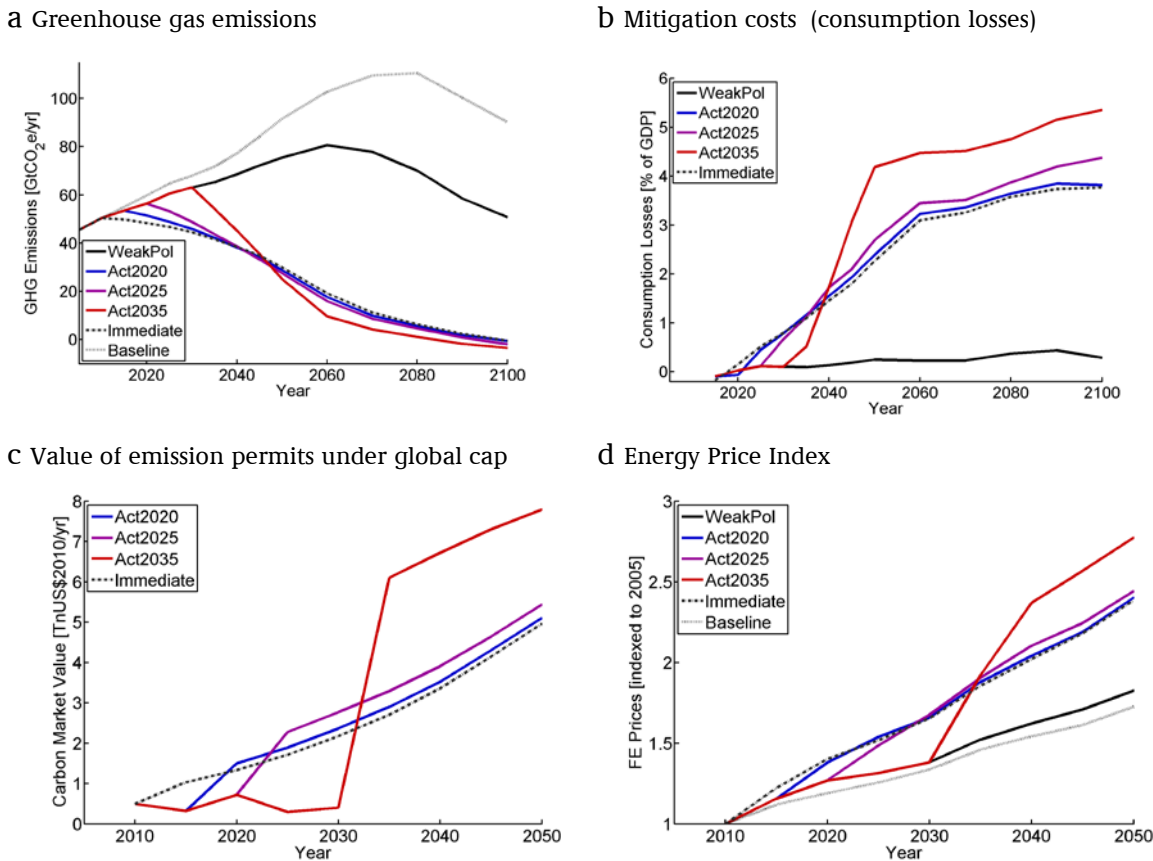 a Greenhouse gas emissions
GHG Emissions [GtCO2e/yr]
100
80
60
40
20
0
WeakPol
Act2020
Act2025
Act2035
Immediate
Baseline
2020 2040 2060 2080 2100
Year
b Mitigation costs (consumption losses)
Consumption Losses [% of GDP]
6
5
4
3
2
1
0
WeakPol
Act2020
Act2025
Act2035
Immediate
2020 2040 2060 2080 2100
Year
c Value of emission permits under global cap
Carbon Market Value [TnUS$2010/yr]
8
7
6
5
4
3
2
1
0
Act2020
Act2025
Act2035
Immediate
2010 2020 2030 2040 2050
Year
d Energy Price Index
FE Prices [indexed to 2005]
3
2.5
2
1.5
1
WeakPol
Act2020
Act2025
Act2035
Immediate
Baseline
2010 2020 2030 2040 2050
Year